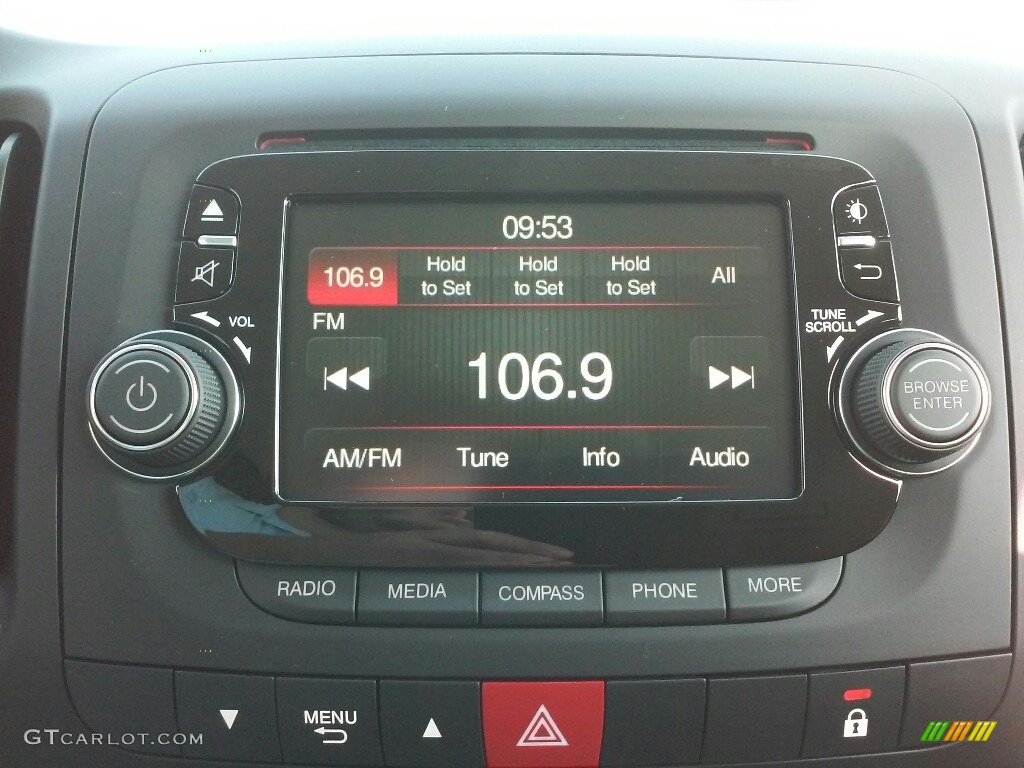 09:53
106.9 Hold to Set Hold to Set Hold to Set All
FM
VOL
TUNE
SCROLL
106.9
BROWSE
ENTER
AM/FM Tune Info Audio
RADIO MEDIA COMPASS PHONE MORE
MENU
GTCARLOT.COM